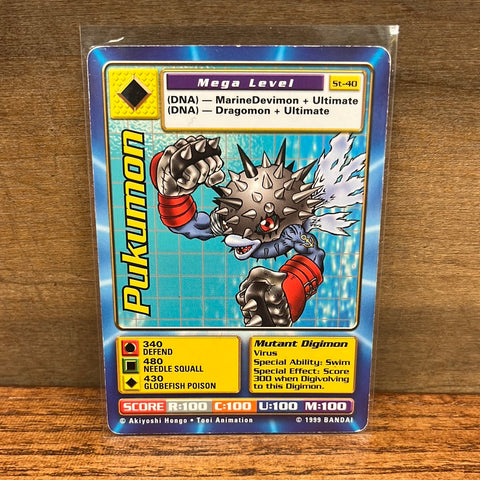 Mega Level
St-40
(DNA) — MarineDevimon + Ultimate
(DNA) — Dragomon + Ultimate
Pukumon
340
DEFEND
480
NEEDLE SQUALL
430
GLOBEFISH POISON
Mutant Digimon
Virus
Special Ability: Swim
Special Effect: Score
300 when Digivolving
to this Digimon.
SCORE R:100 C:100 U:100 M:100
© Akiyoshi Hongo • Toei Animation
© 1999 BANDAI